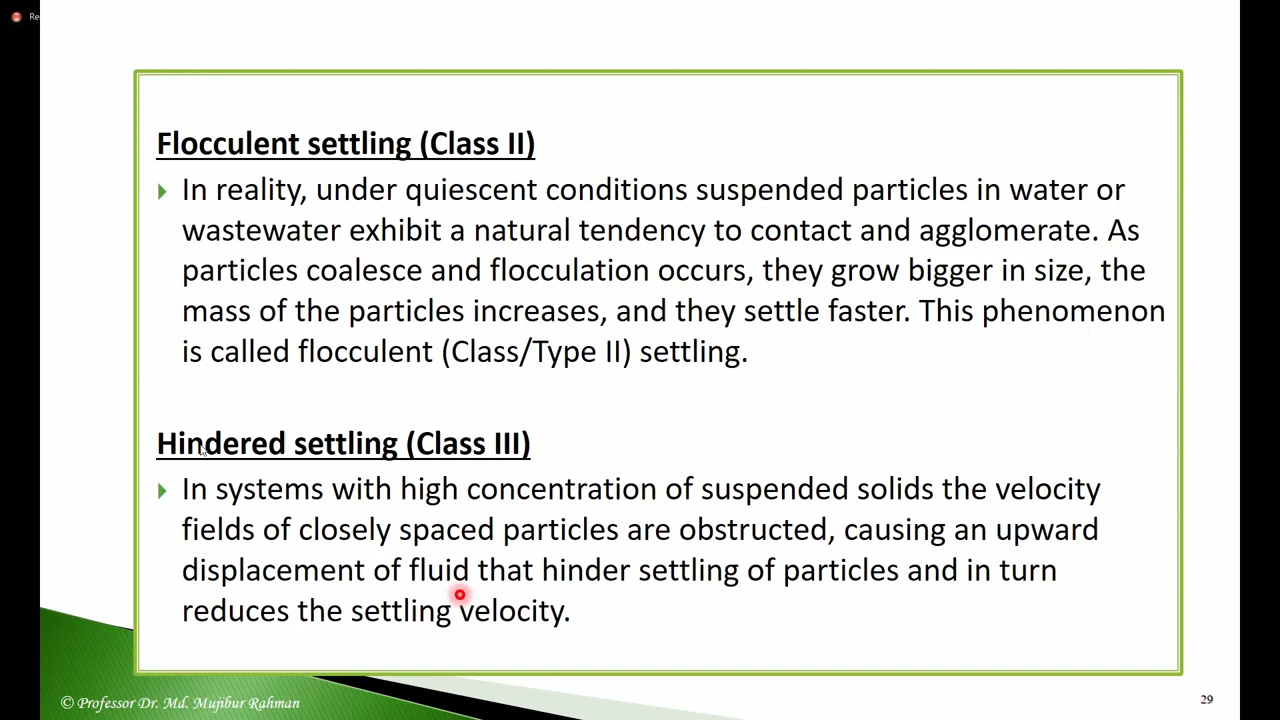 Re
Flocculent settling (Class II)
In reality, under quiescent conditions suspended particles in water or
wastewater exhibit a natural tendency to contact and agglomerate. As
particles coalesce and flocculation occurs, they grow bigger in size, the
mass of the particles increases, and they settle faster. This phenomenon
is called flocculent (Class/Type II) settling.
Hindered settling (Class III)
In systems with high concentration of suspended solids the velocity
fields of closely spaced particles are obstructed, causing an upward
displacement of fluid that hinder settling of particles and in turn
reduces the settling velocity.
© Professor Dr. Md. Mujibur Rahman
29